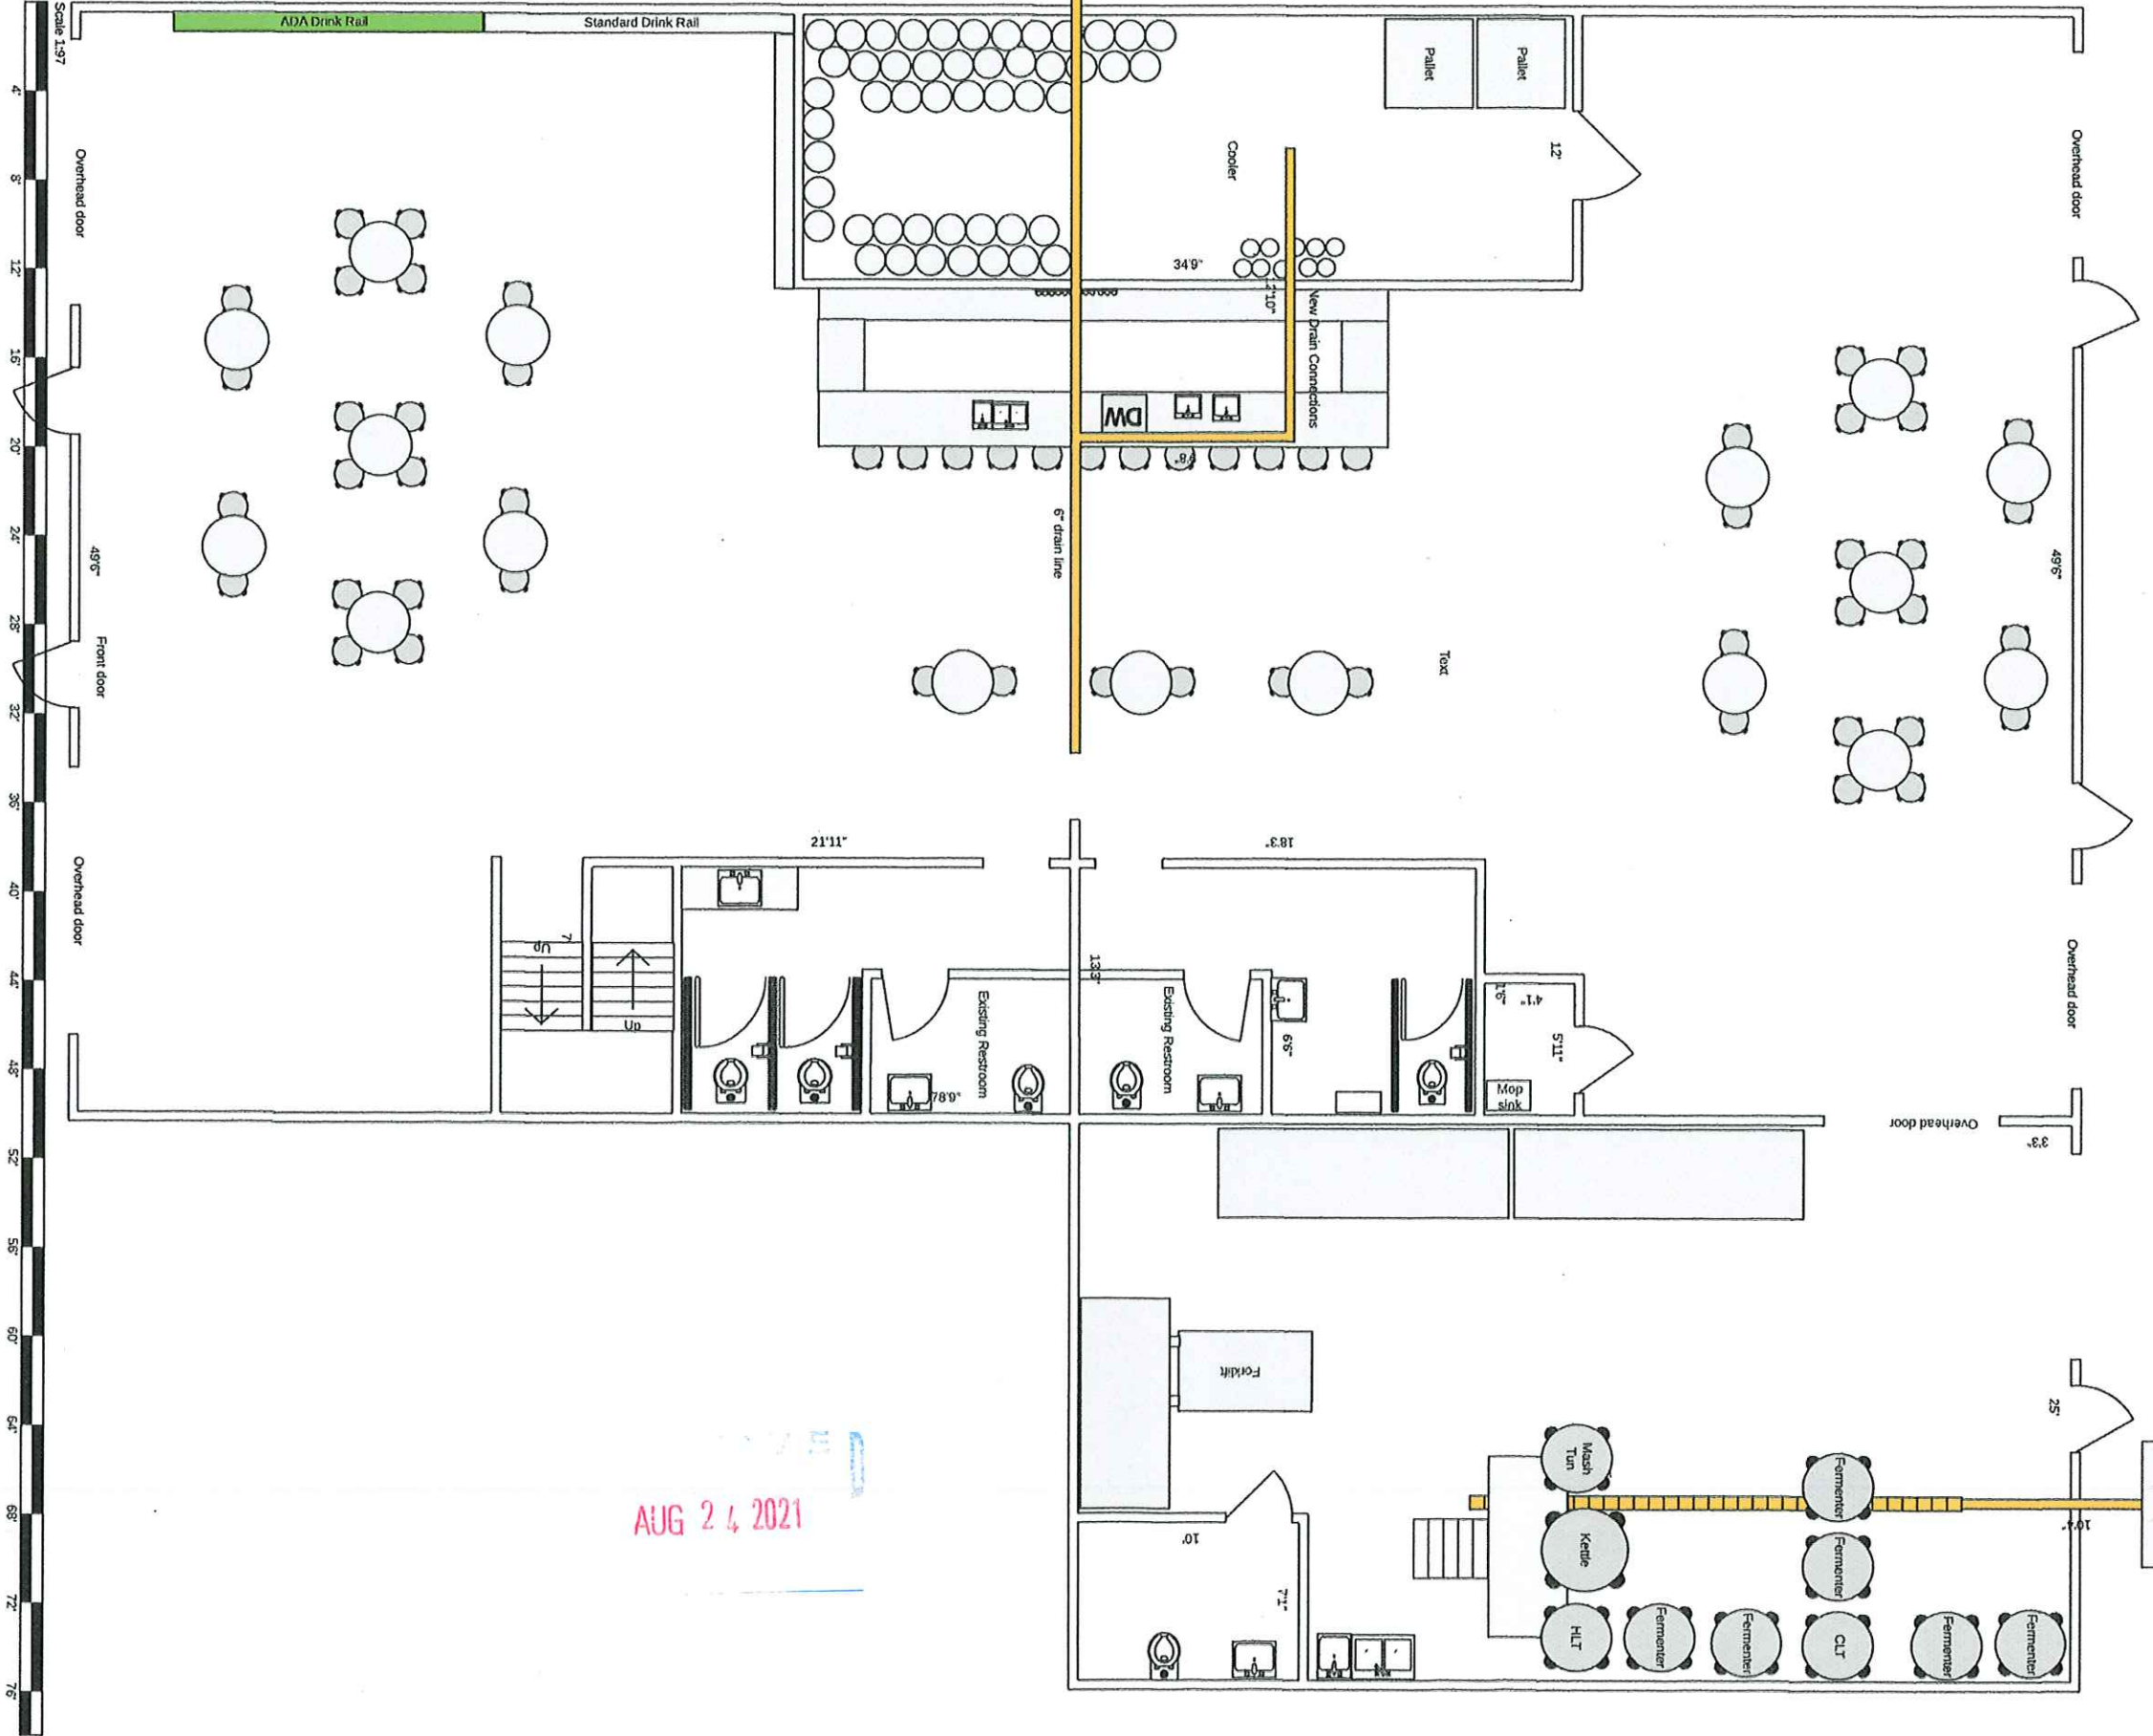 Scale 1:97
4'
8'
12'
16'
20'
24'
28'
32'
36'
40'
44'
48'
52'
56'
60'
64'
68'
72'
76'
ADA Drink Rail
Standard Drink Rail
Pallet
Pallet
Overhead door
Overhead door
Cooler
12'
34'9"
New Drain Connections
DW
9'8"
6" drain line
49'6"
49'6"
Front door
Text
21'11"
18'3"
Overhead door
Overhead door
7'
Up
Up
13'3"
Existing Restroom
Existing Restroom
6'6"
4'1"
5'11"
Mop
sink
78'9"
Overhead door
3'3"
Forklift
25'
Mash
Tun
Fermenter
10'4"
Kettle
Fermenter
10'
7'1"
HLT
Fermenter
Fermenter
CLT
Fermenter
Fermenter
AUG 24 2021